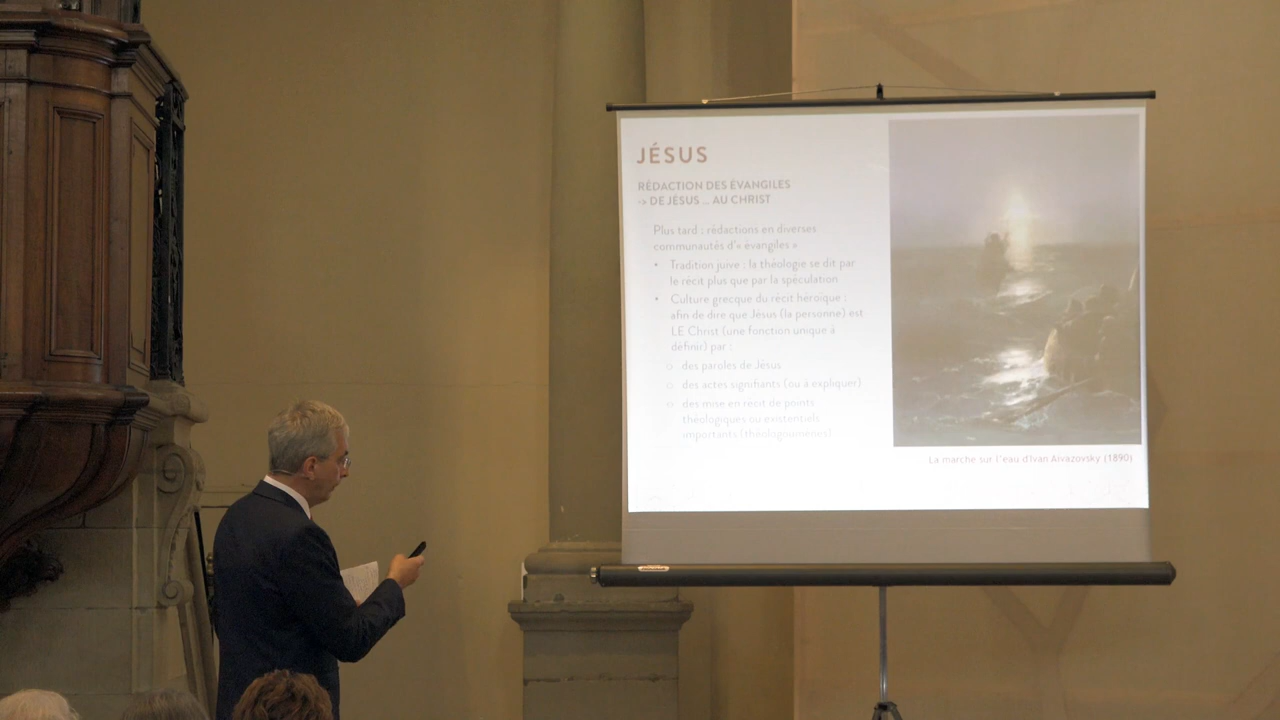 JÉSUS
RÉDACTION DES ÉVANGILES
-> DE JÉSUS ... AU CHRIST
Plus tard : rédactions en diverses
communautés d'« évangiles »
• Tradition juive : la théologie se dit par
le récit plus que par la spéculation
• Culture grecque du récit héroïque :
afin de dire que Jésus (la personne) est
LE Christ (une fonction unique à
définir) par :
o des paroles de Jésus
o des actes signifiants (ou à expliquer)
o des mise en récit de points
théologiques ou existentiels
importants (théologoumènes)
La marche sur l'eau d'Ivan Aivazovsky (1890)